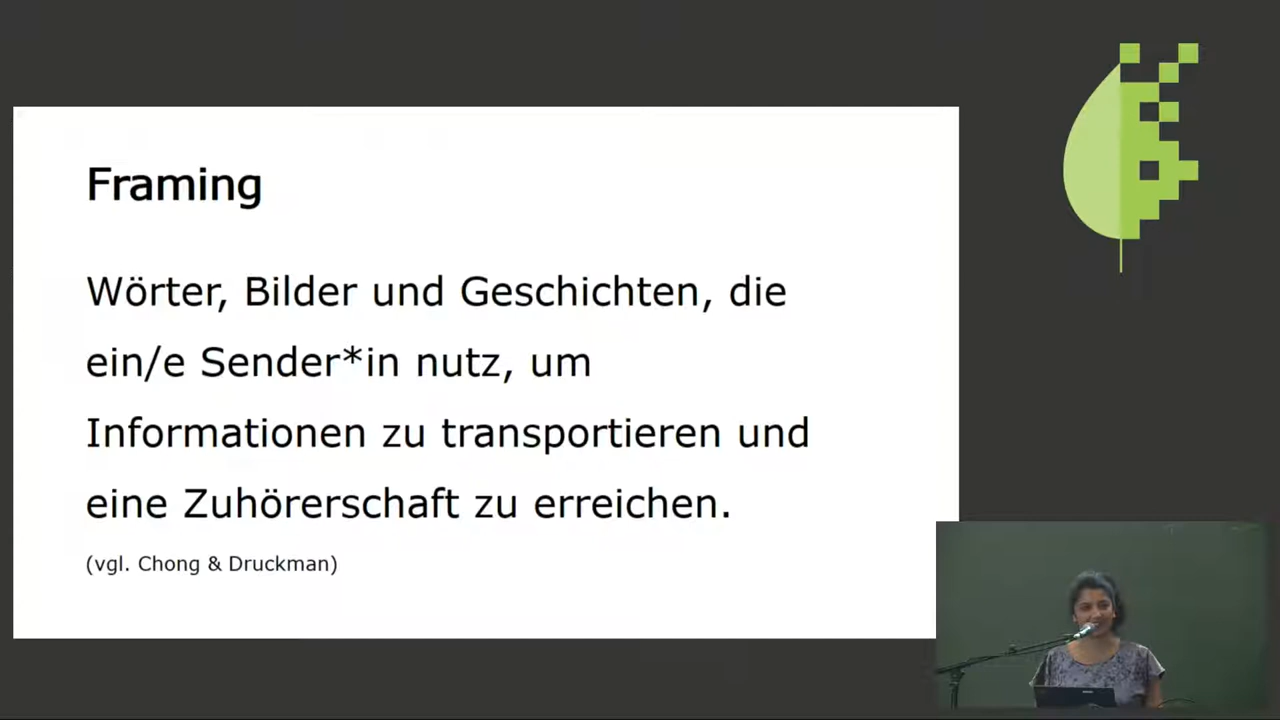 Framing
Wörter, Bilder und Geschichten, die
ein/e Sender*in nutz, um
Informationen zu transportieren und
eine Zuhörerschaft zu erreichen.
(vgl. Chong & Druckman)